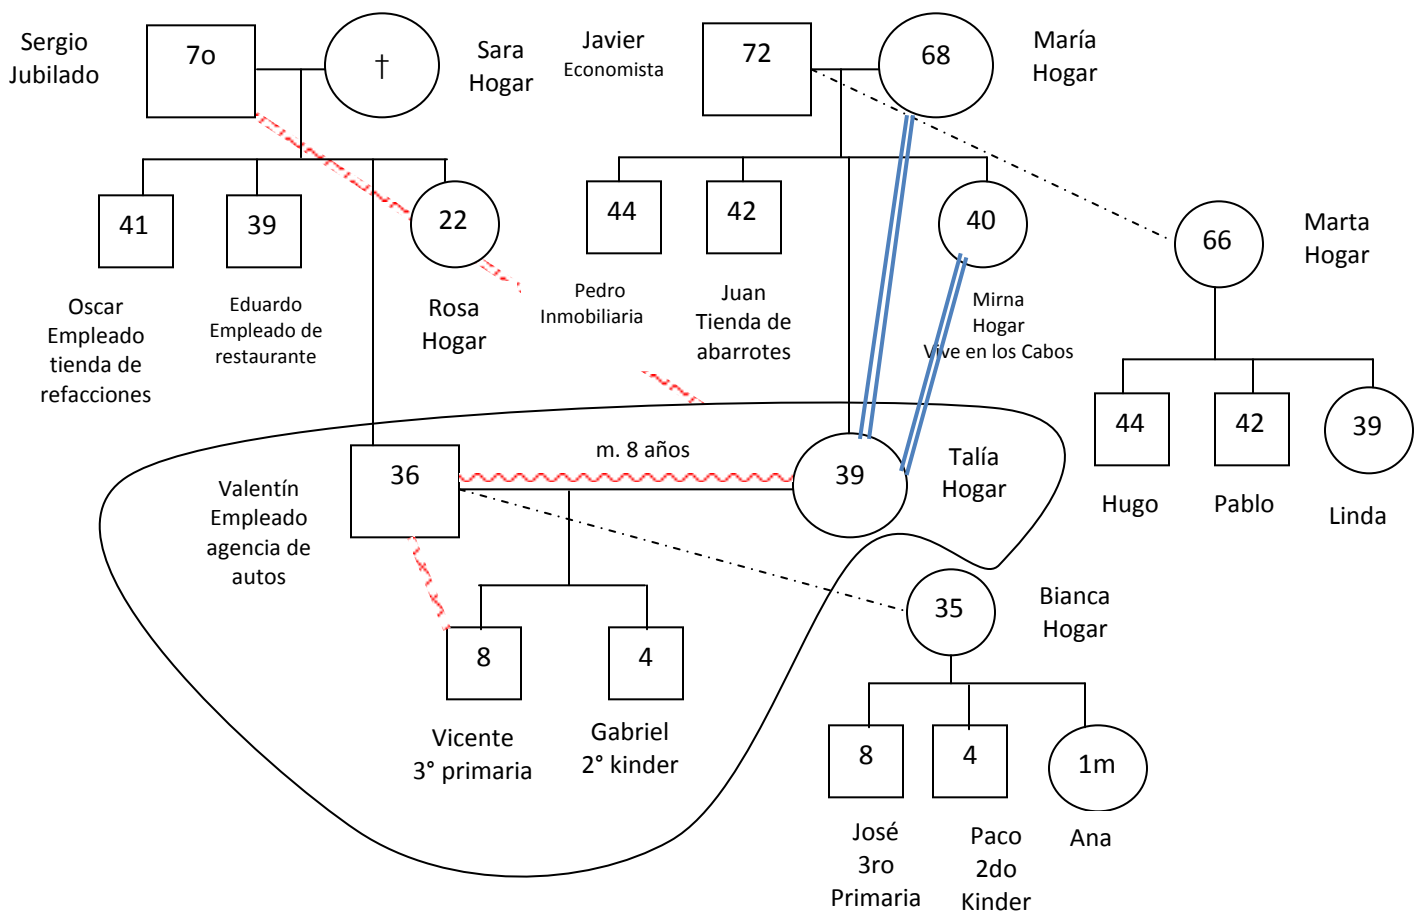 Sergio
Jubilado
7o
†
Sara
Hogar
Javier
Economista
72
68
María
Hogar
41
39
22
44
42
40
66
Marta
Hogar
Oscar
Empleado
tienda de
refacciones
Eduardo
Empleado de
restaurante
Rosa
Hogar
Pedro
Inmobiliaria
Juan
Tienda de
abarrotes
Mirna
Hogar
Vive en los Cabos
44
42
39
Hugo
Pablo
Linda
m. 8 años
36
39
Talía
Hogar
Valentín
Empleado
agencia de
autos
35
Bianca
Hogar
8
4
Vicente
3° primaria
Gabriel
2° kinder
8
4
1m
José
3ro
Primaria
Paco
2do
Kinder
Ana